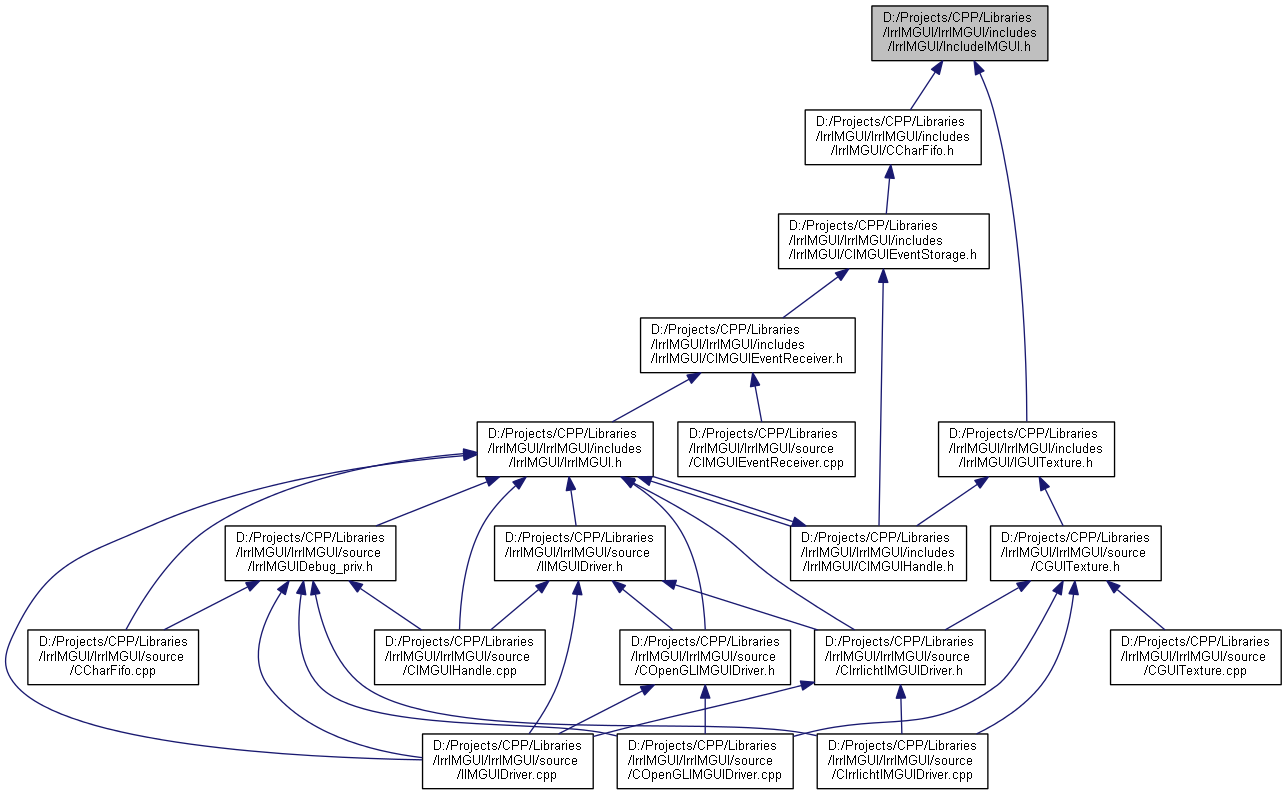 D:/Projects/CPP/Libraries
/IrrIMGUI/IrrIMGUI/includes
/IrrIMGUI/IncludeIMGUI.h
D:/Projects/CPP/Libraries
/IrrIMGUI/IrrIMGUI/includes
/IrrIMGUI/CCharFifo.h
D:/Projects/CPP/Libraries
/IrrIMGUI/IrrIMGUI/includes
/IrrIMGUI/CIMGUIEventStorage.h
D:/Projects/CPP/Libraries
/IrrIMGUI/IrrIMGUI/includes
/IrrIMGUI/CIMGUIEventReceiver.h
D:/Projects/CPP/Libraries
/IrrIMGUI/IrrIMGUI/includes
/IrrIMGUI/IrrIMGUI.h
D:/Projects/CPP/Libraries
/IrrIMGUI/IrrIMGUI/source
/CIMGUIEventReceiver.cpp
D:/Projects/CPP/Libraries
/IrrIMGUI/IrrIMGUI/includes
/IrrIMGUI/IGUITexture.h
D:/Projects/CPP/Libraries
/IrrIMGUI/IrrIMGUI/source
/IrrIMGUIDebug_priv.h
D:/Projects/CPP/Libraries
/IrrIMGUI/IrrIMGUI/source
/IIMGUIDriver.h
D:/Projects/CPP/Libraries
/IrrIMGUI/IrrIMGUI/includes
/IrrIMGUI/CIMGUIHandle.h
D:/Projects/CPP/Libraries
/IrrIMGUI/IrrIMGUI/source
/CGUITexture.h
D:/Projects/CPP/Libraries
/IrrIMGUI/IrrIMGUI/source
/CCharFifo.cpp
D:/Projects/CPP/Libraries
/IrrIMGUI/IrrIMGUI/source
/CIMGUIHandle.cpp
D:/Projects/CPP/Libraries
/IrrIMGUI/IrrIMGUI/source
/COpenGLIMGUIDriver.h
D:/Projects/CPP/Libraries
/IrrIMGUI/IrrIMGUI/source
/CIrrlichtIMGUIDriver.h
D:/Projects/CPP/Libraries
/IrrIMGUI/IrrIMGUI/source
/CGUITexture.cpp
D:/Projects/CPP/Libraries
/IrrIMGUI/IrrIMGUI/source
/IIMGUIDriver.cpp
D:/Projects/CPP/Libraries
/IrrIMGUI/IrrIMGUI/source
/COpenGLIMGUIDriver.cpp
D:/Projects/CPP/Libraries
/IrrIMGUI/IrrIMGUI/source
/CIrrlichtIMGUIDriver.cpp